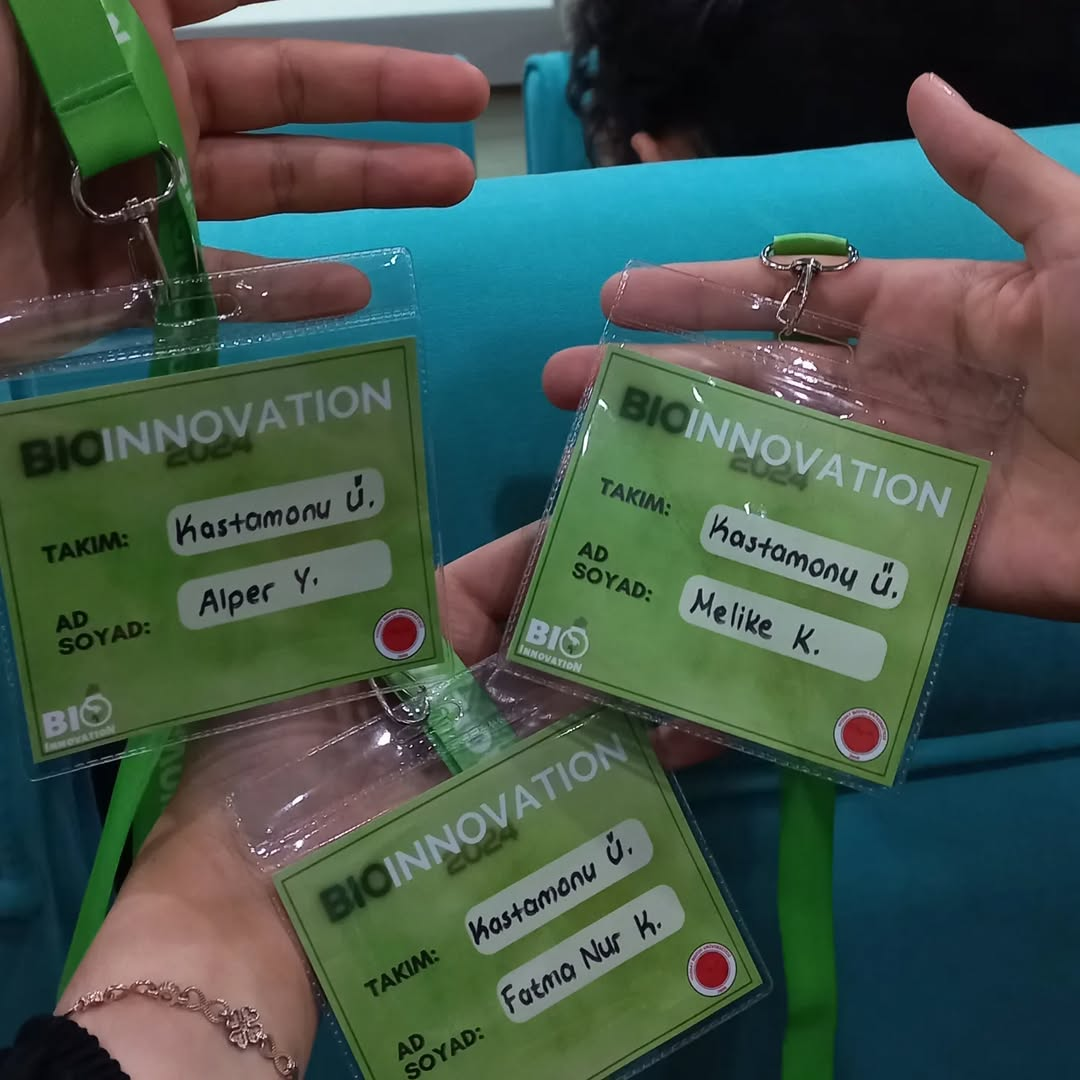 BIOINNOVATION
2024
TAKIM: Kastamonu Ü.
AD
SOYAD: Alper Y.
BIO
INNOVATION
BIOINNOVATION
2024
TAKIM: Kastamonu Ü.
AD
SOYAD: Melike K.
BIO
INNOVATION
BIOINNOVATION
2024
TAKIM: Kastamonu Ü.
AD
SOYAD: Fatma Nur K.